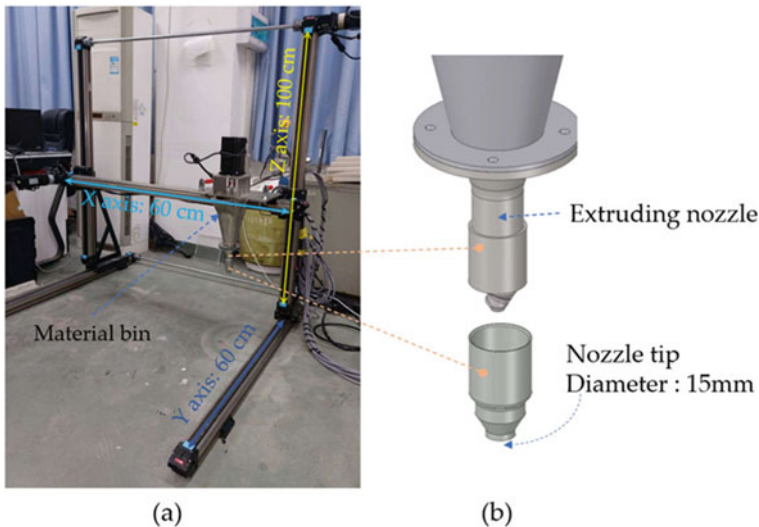 Z axis: 100 cm
X axis: 60 cm
Material bin
Y axis: 60 cm
Extruding nozzle
Nozzle tip
Diameter : 15mm
(a)
(b)